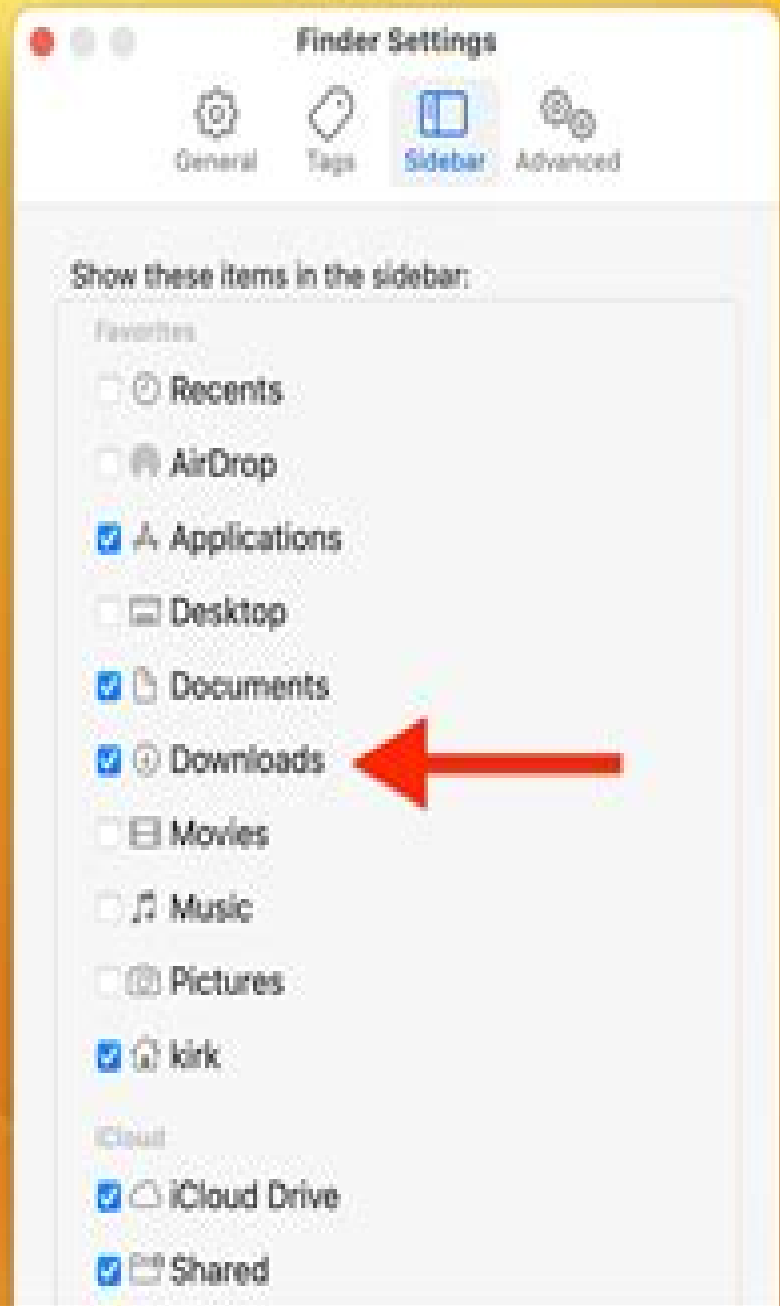 Finder Settings
General Tags Sidebar Advanced
Show these items in the sidebar:
Favorites
Recents
AirDrop
Applications
Desktop
Documents
Downloads
Movies
Music
Pictures
kirk
iCloud
iCloud Drive
Shared